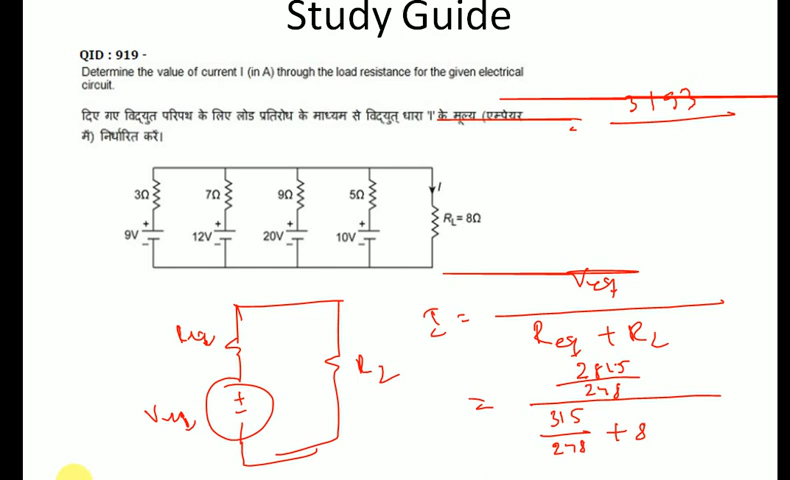 Study Guide
QID : 919 -
Determine the value of current I (in A) through the load resistance for the given electrical
circuit.
दिए गए विद्युत् परिपथ के लिए लोड प्रतिरोध के माध्यम से विद्युत् धारा 'I' के मूल्य (एम्पेयर
में) निर्धारित करें।
3Ω 7Ω 9Ω 5Ω I
RL = 8Ω
+ + + +
9V 12V 20V 10V
- - - -
Veq
I =
Req + RL
Req
RL
Veq
+
-
=
278
315
278 + 8